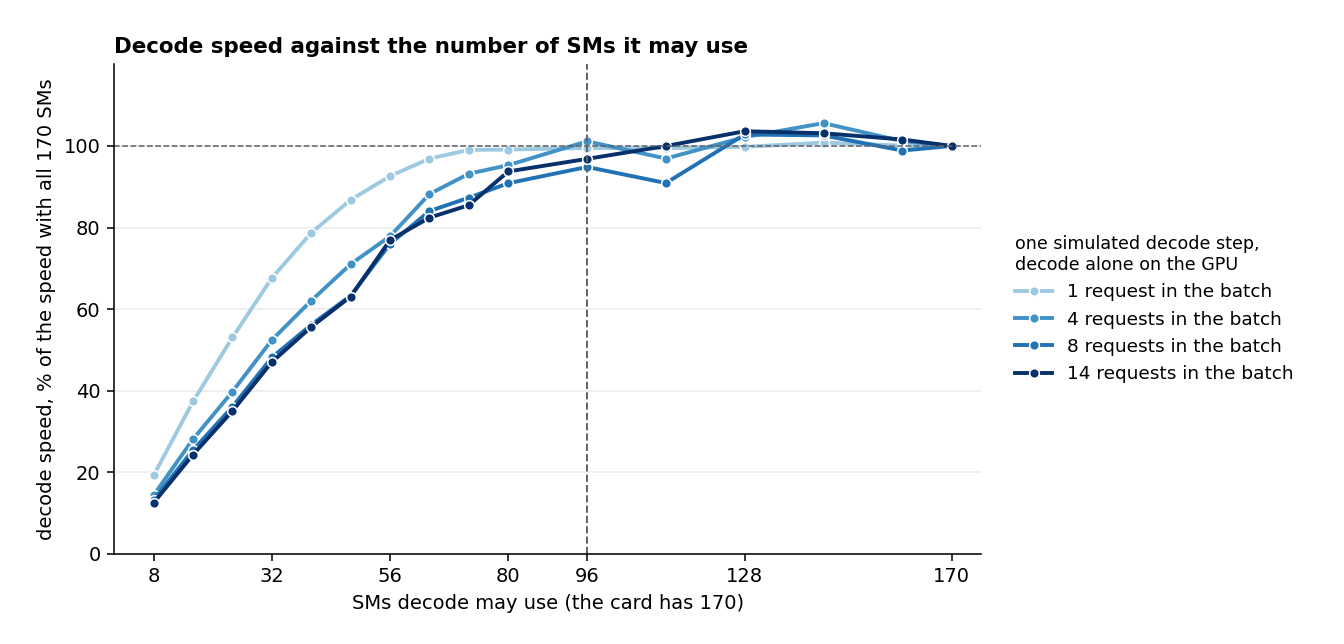 Decode speed against the number of SMs it may use
decode speed, % of the speed with all 170 SMs
100
80
60
40
20
0
8 32 56 80 96 128 170
SMs decode may use (the card has 170)
one simulated decode step,
decode alone on the GPU
1 request in the batch
4 requests in the batch
8 requests in the batch
14 requests in the batch